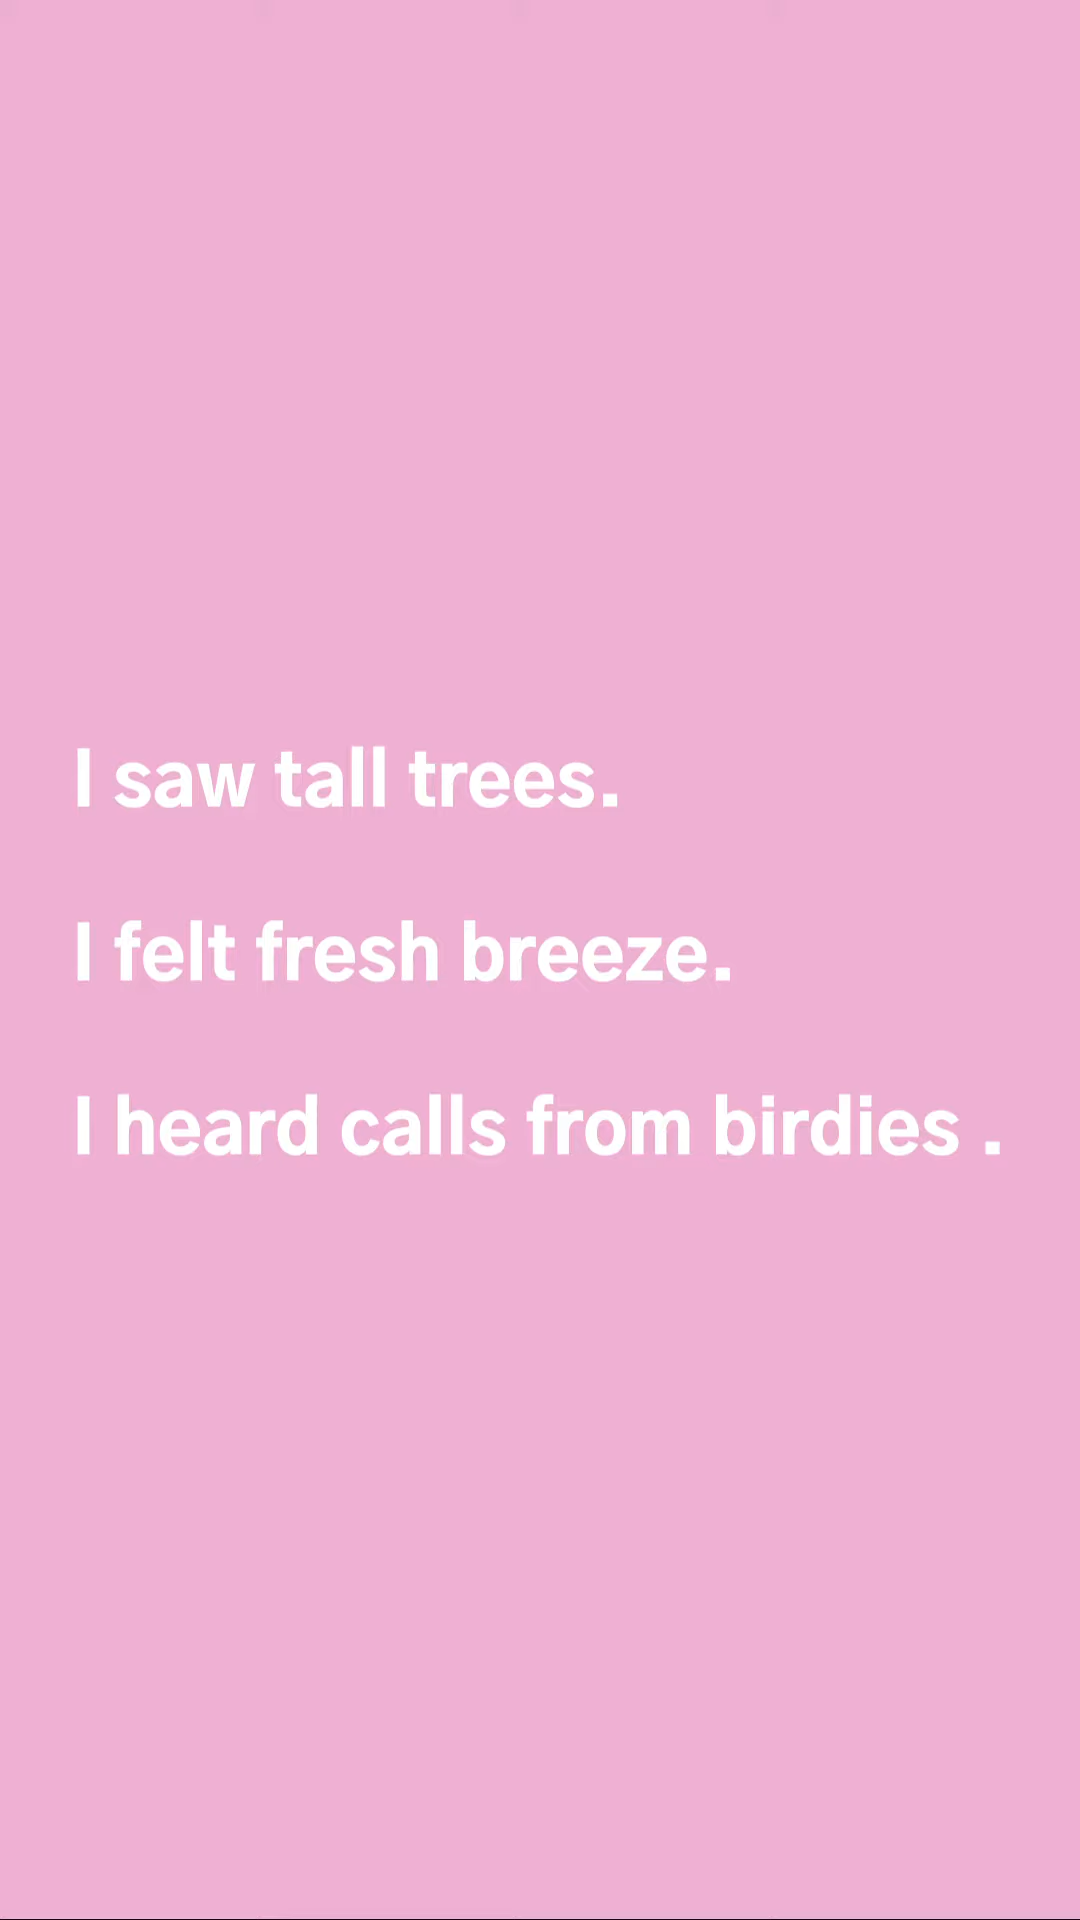 I saw tall trees.
I felt fresh breeze.
I heard calls from birdies .